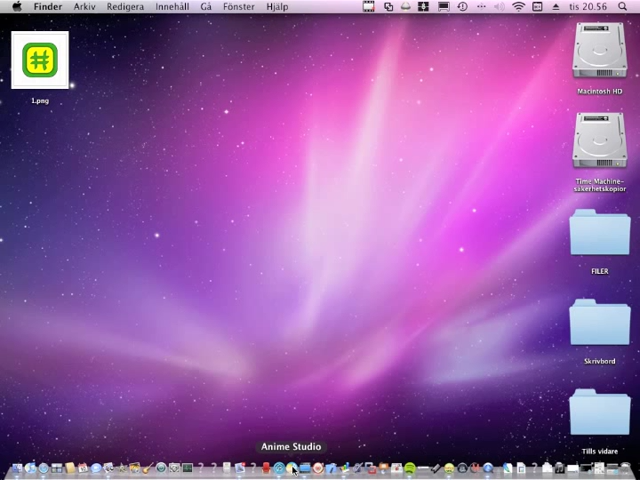 Finder Arkiv Redigera Innehåll Gå Fönster Hjälp tis 20.56
#
1.png
Macintosh HD
Time Machine-
säkerhetskopior
FILER
Skrivbord
Tills vidare
Anime Studio